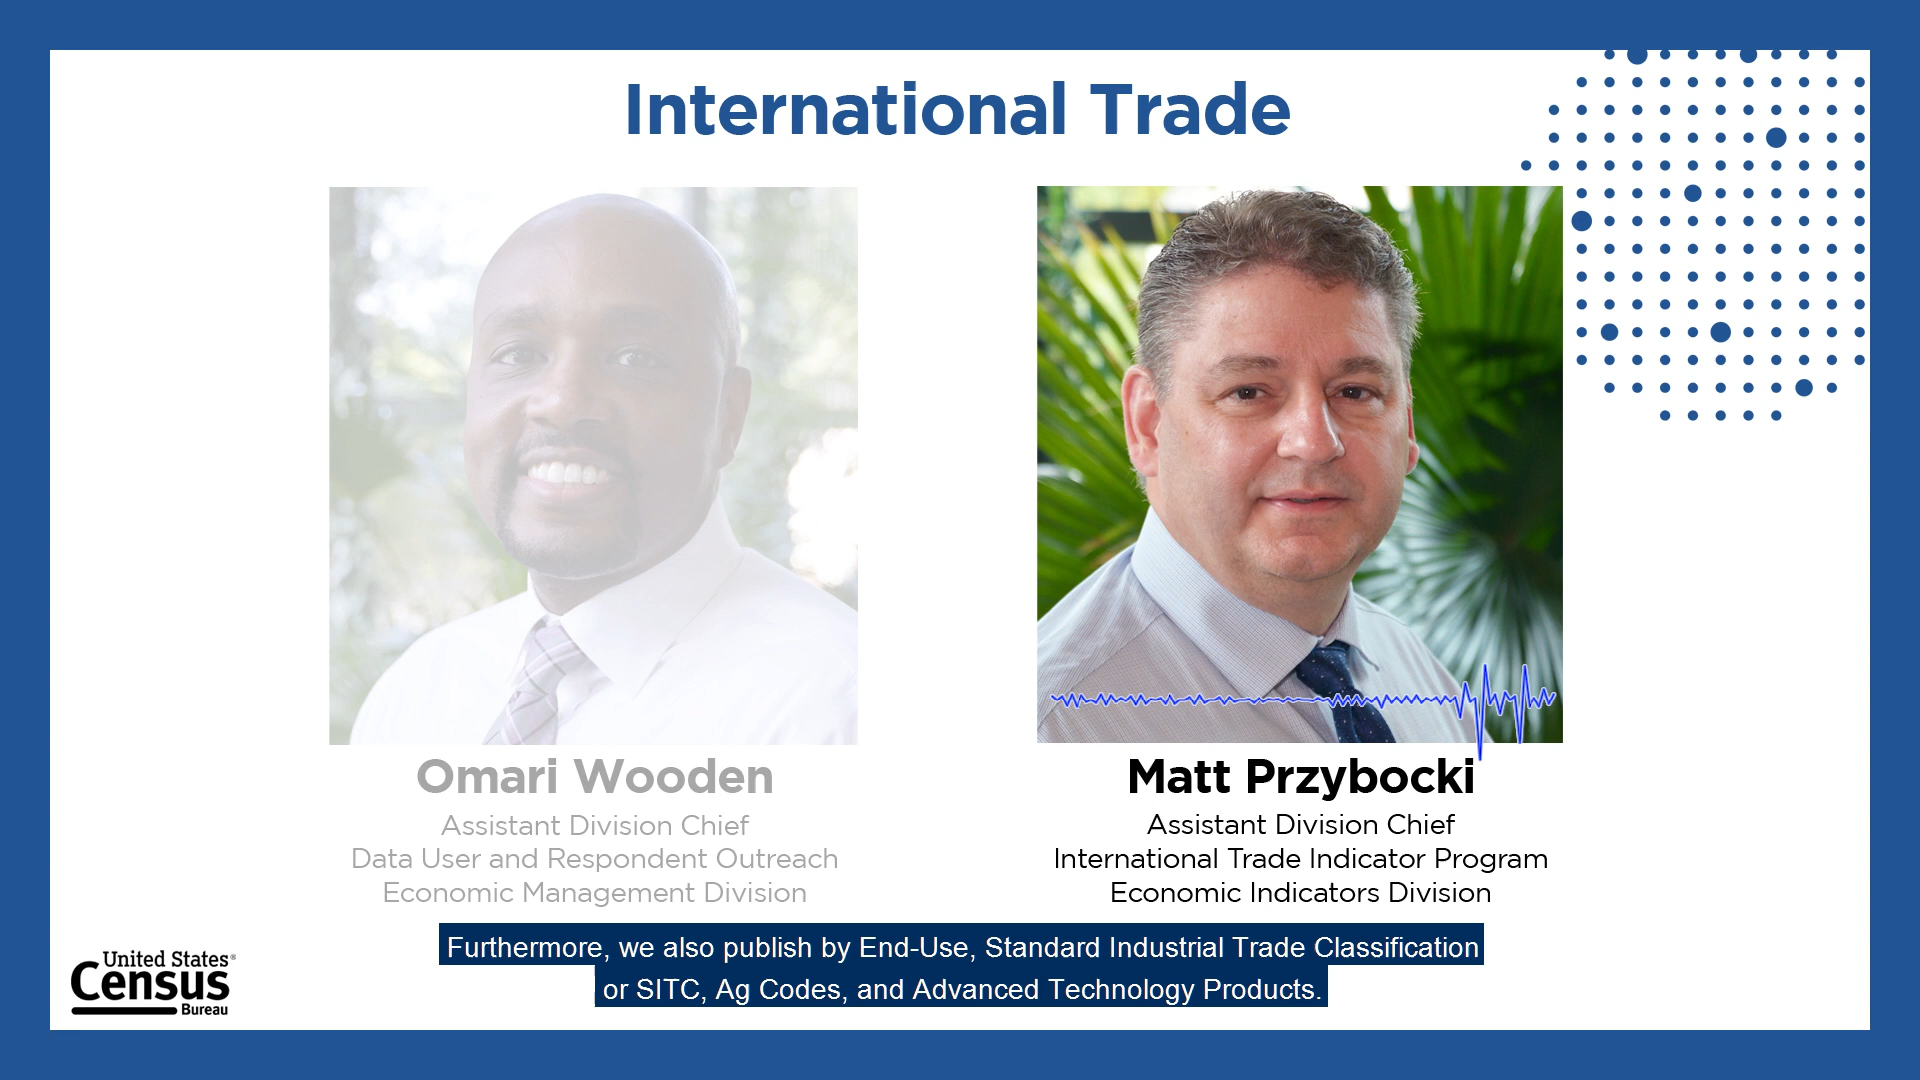 International Trade
Omari Wooden
Assistant Division Chief
Data User and Respondent Outreach
Economic Management Division
Matt Przybocki
Assistant Division Chief
International Trade Indicator Program
Economic Indicators Division
Furthermore, we also publish by End-Use, Standard Industrial Trade Classification
or SITC, Ag Codes, and Advanced Technology Products.
United States®
Census
Bureau